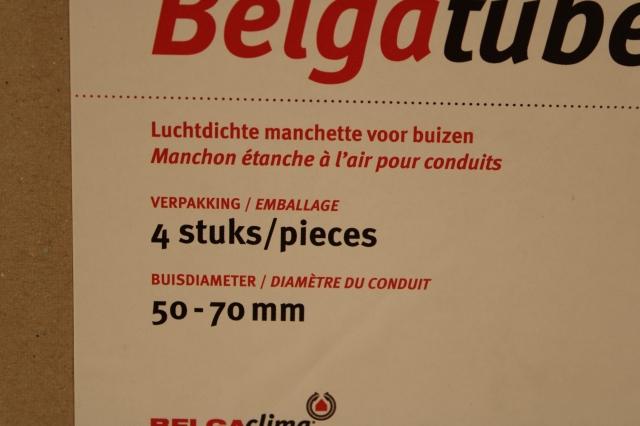 Belgatube
Luchtdichte manchette voor buizen
Manchon étanche à l'air pour conduits
VERPAKKING / EMBALLAGE
4 stuks/pieces
BUISDIAMETER / DIAMÈTRE DU CONDUIT
50 - 70 mm
BELGAclima